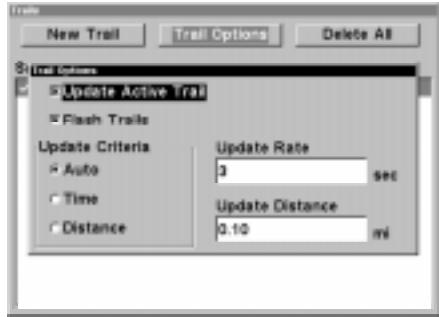 Trails
New Trail Trail Options Delete All
Trail Options
Update Active Trail
Flash Trails
Update Criteria Update Rate
Auto 3 sec
Time Update Distance
Distance 0.10 mi